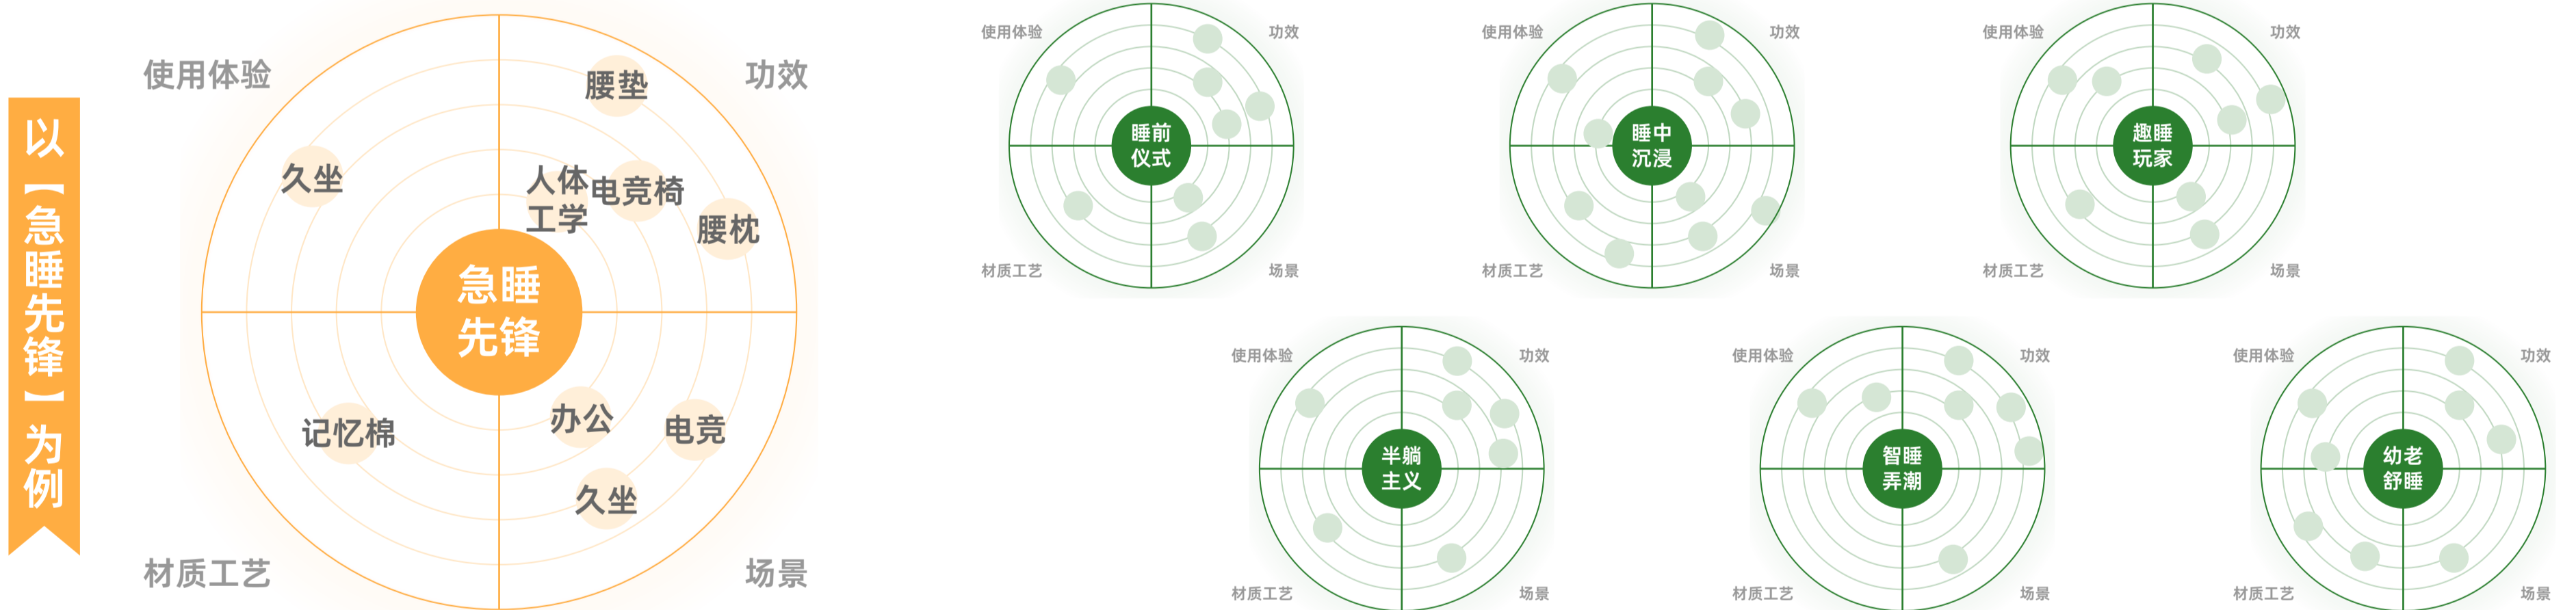 以【急睡先锋】为例
使用体验
功效
腰垫
久坐
人体
工学
电竞椅
腰枕
急睡
先锋
记忆棉
办公
电竞
久坐
材质工艺
场景
使用体验
功效
睡前
仪式
材质工艺
场景
使用体验
功效
睡中
沉浸
材质工艺
场景
使用体验
功效
趣睡
玩家
材质工艺
场景
使用体验
功效
半躺
主义
材质工艺
场景
使用体验
功效
智睡
弄潮
材质工艺
场景
使用体验
功效
幼老
舒睡
材质工艺
场景